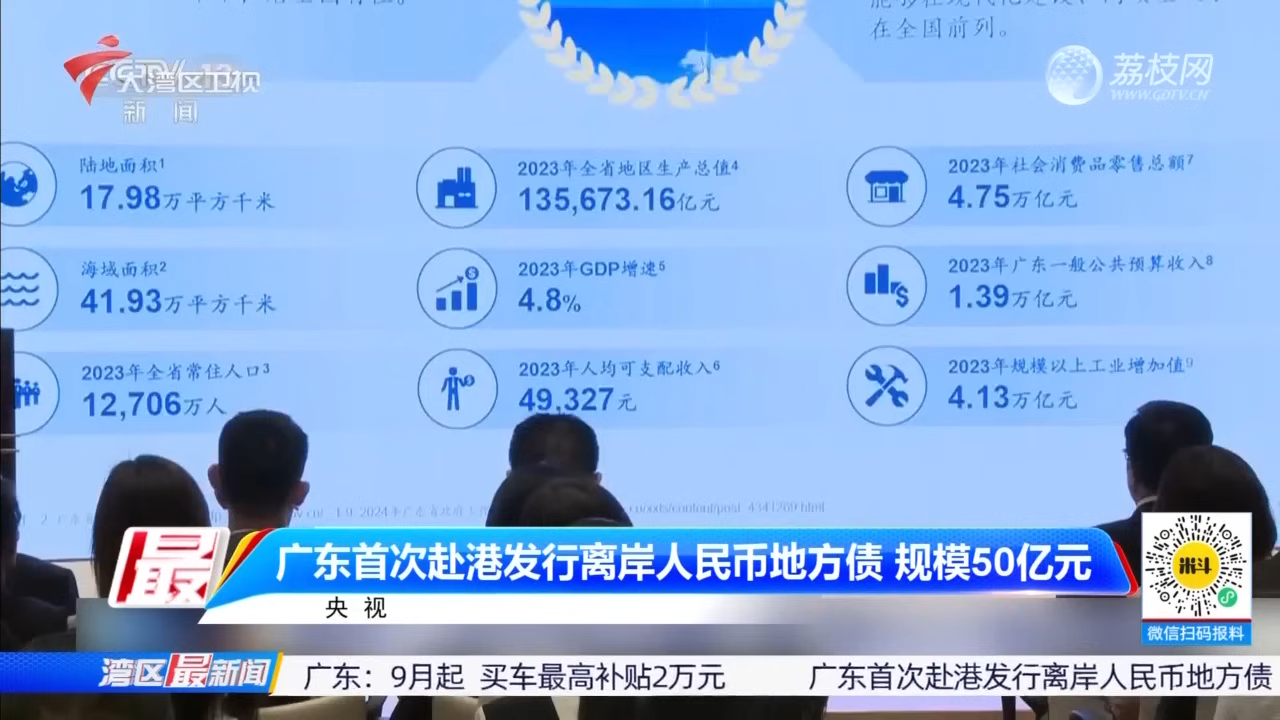 在全国前列。
大湾区卫视
新闻
荔枝网
WWW.GDTV.CN
陆地面积1
17.98万平方千米
2023年全省地区生产总值4
135,673.16亿元
2023年社会消费品零售总额7
4.75万亿元
海域面积2
41.93万平方千米
2023年GDP增速5
4.8%
2023年广东一般公共预算收入8
1.39万亿元
2023年全省常住人口3
12,706万人
2023年人均可支配收入6
49,327元
2023年规模以上工业增加值9
4.13万亿元
最
广东首次赴港发行离岸人民币地方债 规模50亿元
央视
米斗
微信扫码报料
湾区最新闻
广东：9月起 买车最高补贴2万元
广东首次赴港发行离岸人民币地方债